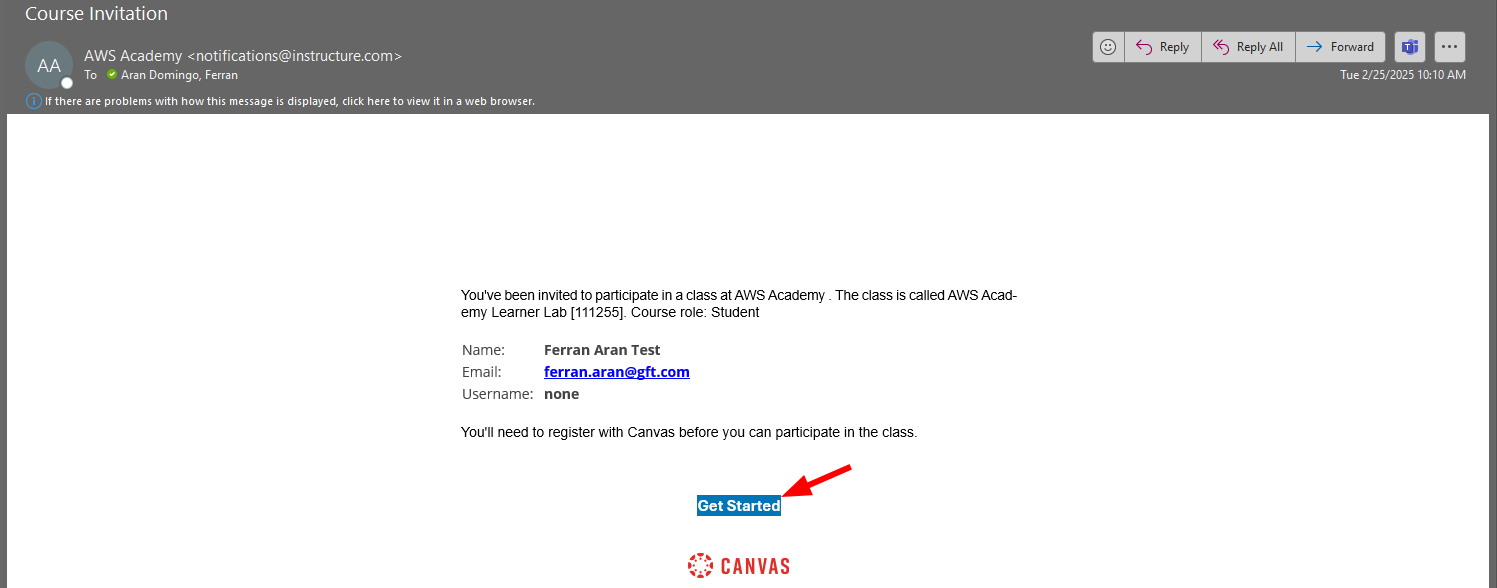 Course Invitation
AA
AWS Academy <notifications@instructure.com>
To Aran Domingo, Ferran
Reply
Reply All
Forward
Tue 2/25/2025 10:10 AM
If there are problems with how this message is displayed, click here to view it in a web browser.
You've been invited to participate in a class at AWS Academy . The class is called AWS Acad-
emy Learner Lab [111255]. Course role: Student
Name: Ferran Aran Test
Email: ferran.aran@gft.com
Username: none
You'll need to register with Canvas before you can participate in the class.
Get Started
CANVAS